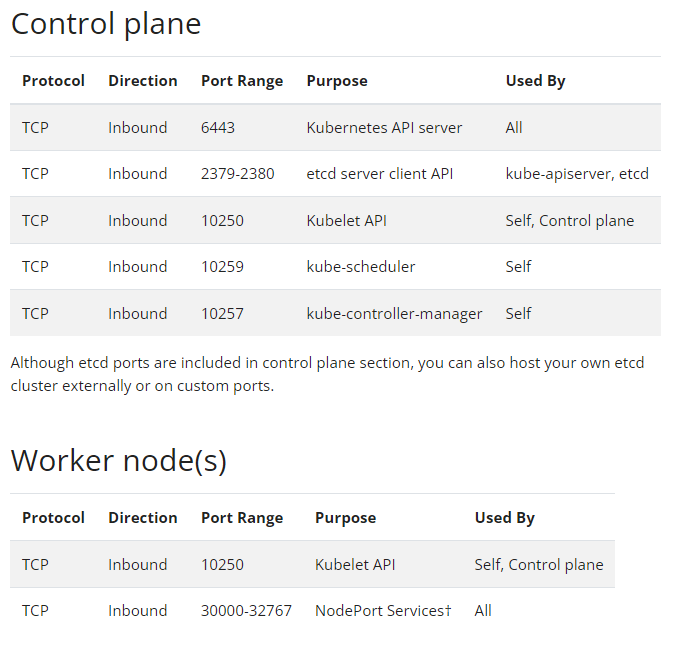 Control plane
Protocol Direction Port Range Purpose Used By
TCP Inbound 6443 Kubernetes API server All
TCP Inbound 2379-2380 etcd server client API kube-apiserver, etcd
TCP Inbound 10250 Kubelet API Self, Control plane
TCP Inbound 10259 kube-scheduler Self
TCP Inbound 10257 kube-controller-manager Self
Although etcd ports are included in control plane section, you can also host your own etcd
cluster externally or on custom ports.
Worker node(s)
Protocol Direction Port Range Purpose Used By
TCP Inbound 10250 Kubelet API Self, Control plane
TCP Inbound 30000-32767 NodePort Services† All